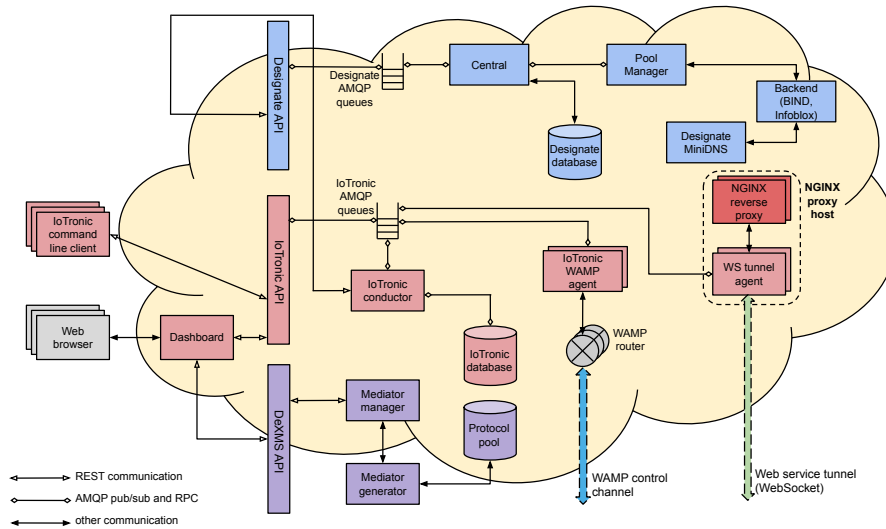 Designate API
Designate
AMQP
queues
Central
Pool
Manager
Backend
(BIND,
Infoblox)
Designate
database
Designate
MiniDNS
IoTronic
AMQP
queues
NGINX
reverse
proxy
NGINX
proxy
host
IoTronic
command
line client
IoTronic API
IoTronic
WAMP
agent
WS tunnel
agent
IoTronic
conductor
Web
browser
Dashboard
IoTronic
database
WAMP
router
DeXMS API
Mediator
manager
Protocol
pool
Mediator
generator
WAMP control
channel
Web service tunnel
(WebSocket)
REST communication
AMQP pub/sub and RPC
other communication